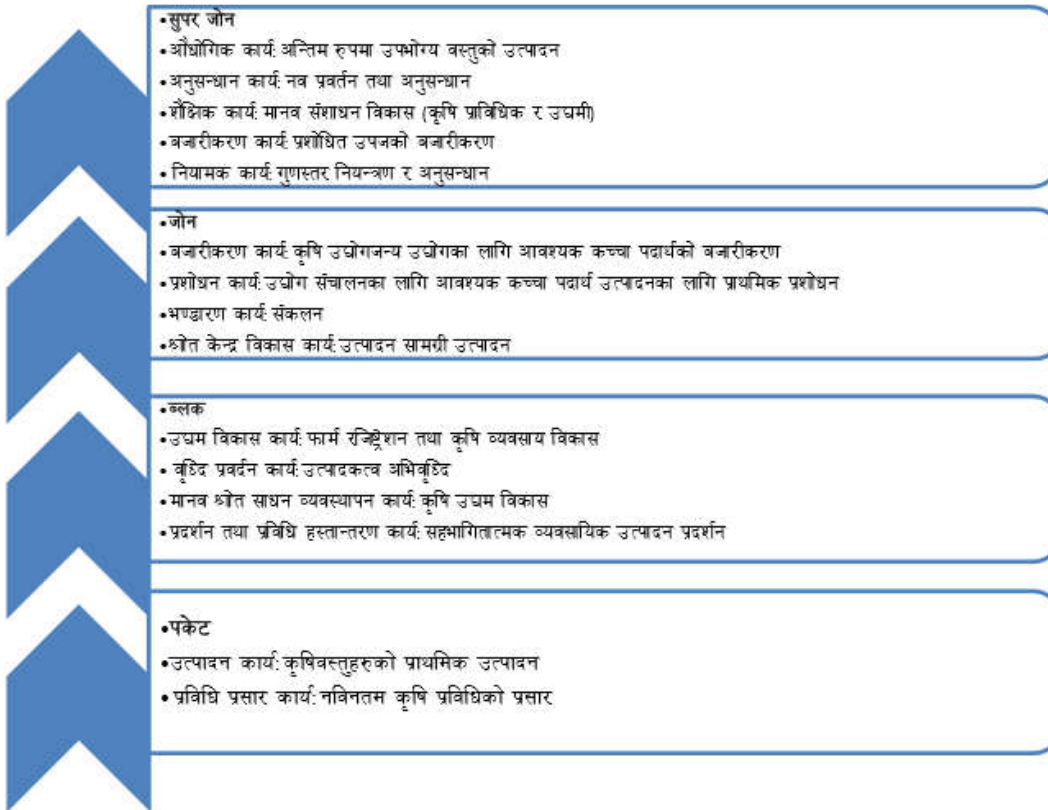 •सुपर जोन
•औधोगिक कार्य: अन्तिम रुपमा उपभोग्य वस्तुको उत्पादन
•अनुसन्धान कार्य: नव प्रवर्तन तथा अनुसन्धान
•शैक्षिक कार्य: मानव संशाधन विकास (कृषि प्राविधिक र उद्यमी)
•बजारीकरण कार्य: प्रशोधित उपजको बजारीकरण
• नियामक कार्य: गुणस्तर नियन्त्रण र अनुसन्धान
•जोन
•बजारीकरण कार्य: कृषि उद्योगजन्य उद्योगका लागि आवश्यक कच्चा पदार्थको बजारीकरण
•प्रशोधन कार्य: उद्योग संचालनका लागि आवश्यक कच्चा पदार्थ उत्पादनका लागि प्राथमिक प्रशोधन
•भण्डारण कार्य: संकलन
•श्रोत केन्द्र विकास कार्य: उत्पादन सामग्री उत्पादन
•ब्लक
•उद्यम विकास कार्य: फार्म रजिष्ट्रेशन तथा कृषि व्यवसाय विकास
• वृध्दि प्रवर्दन कार्य: उत्पादकत्व अभिवृध्दि
•मानव श्रोत साधन व्यवस्थापन कार्य: कृषि उद्यम विकास
•प्रदर्शन तथा प्रविधि हस्तान्तरण कार्य: सहभागितात्मक व्यवसायिक उत्पादन प्रदर्शन
•पकेट
•उत्पादन कार्य: कृषिवस्तुहरुको प्राथमिक उत्पादन
• प्रविधि प्रसार कार्य: नविनतम कृषि प्रविधिको प्रसार